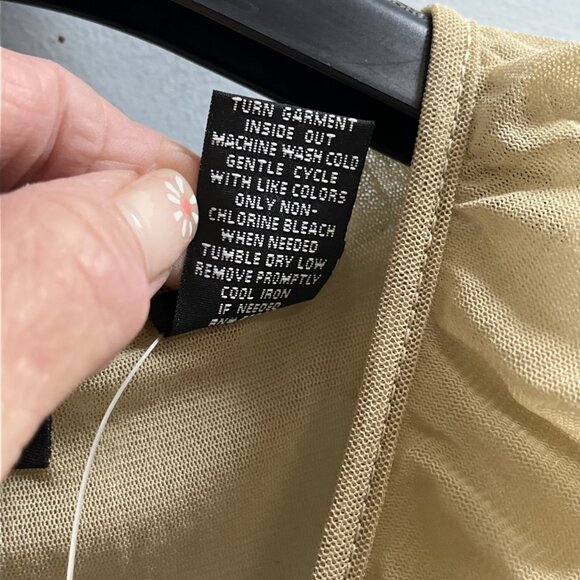 TURN GARMENT
INSIDE OUT
MACHINE WASH COLD
GENTLE CYCLE
WITH LIKE COLORS
ONLY NON-
CHLORINE BLEACH
WHEN NEEDED
TUMBLE DRY LOW
REMOVE PROMPTLY
COOL IRON
IF NEEDED